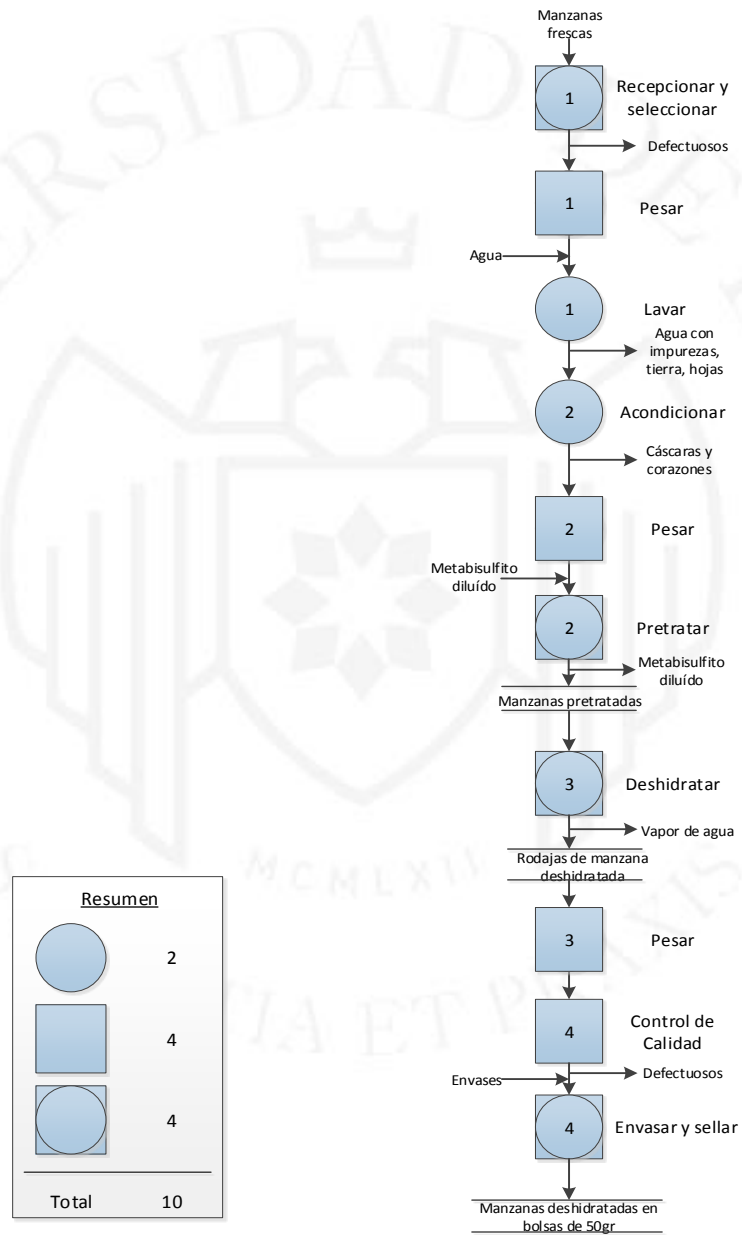 Manzanas
frescas
1
Recepcionar y
seleccionar
Defectuosos
1
Pesar
Agua
1
Lavar
Agua con
impurezas,
tierra, hojas
2
Acondicionar
Cáscaras y
corazones
2
Pesar
Metabisulfito
diluído
2
Pretratar
Metabisulfito
diluído
Manzanas pretratadas
3
Deshidratar
Vapor de agua
Rodajas de manzana
deshidratada
3
Pesar
4
Control de
Calidad
Defectuosos
Envases
4
Envasar y sellar
Manzanas deshidratadas en
bolsas de 50gr
Resumen
2
4
4
Total 10
MCMLXII